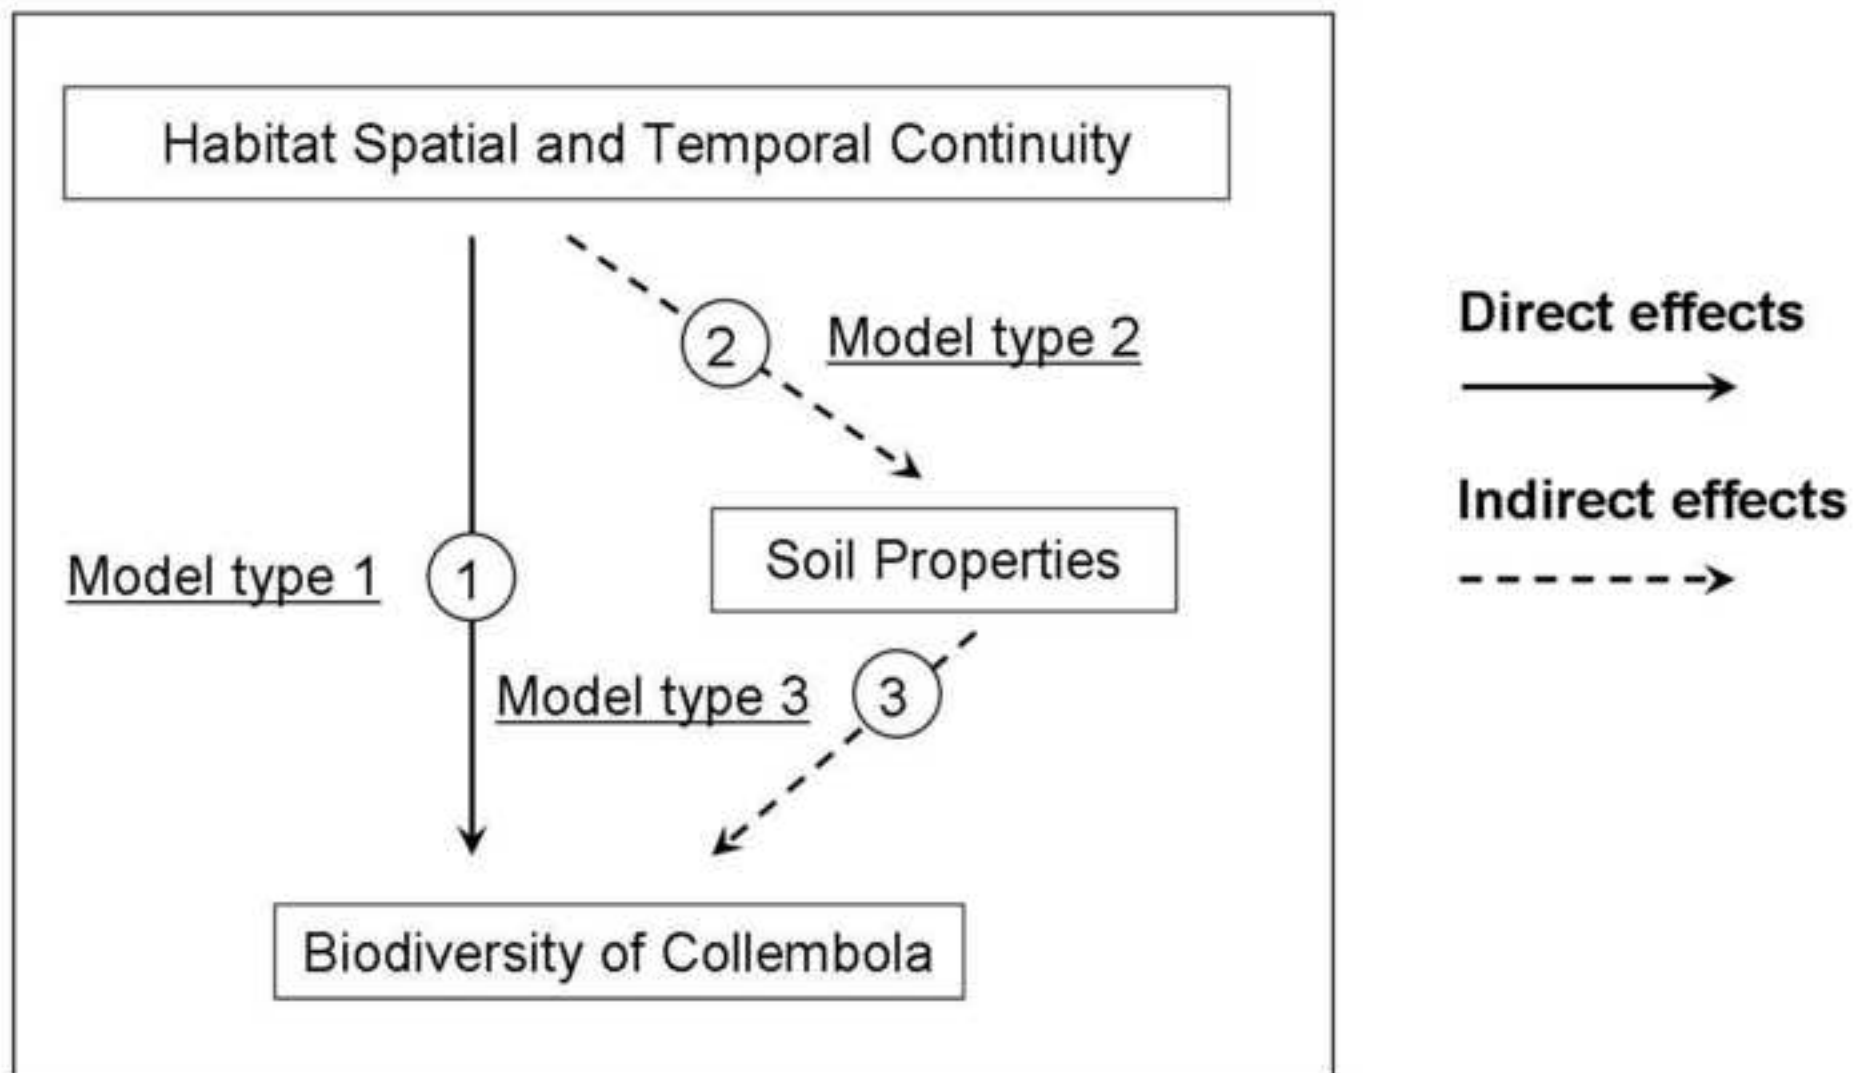 Habitat Spatial and Temporal Continuity
2
Model type 2
Direct effects
Indirect effects
Model type 1
1
Soil Properties
Model type 3
3
Biodiversity of Collembola